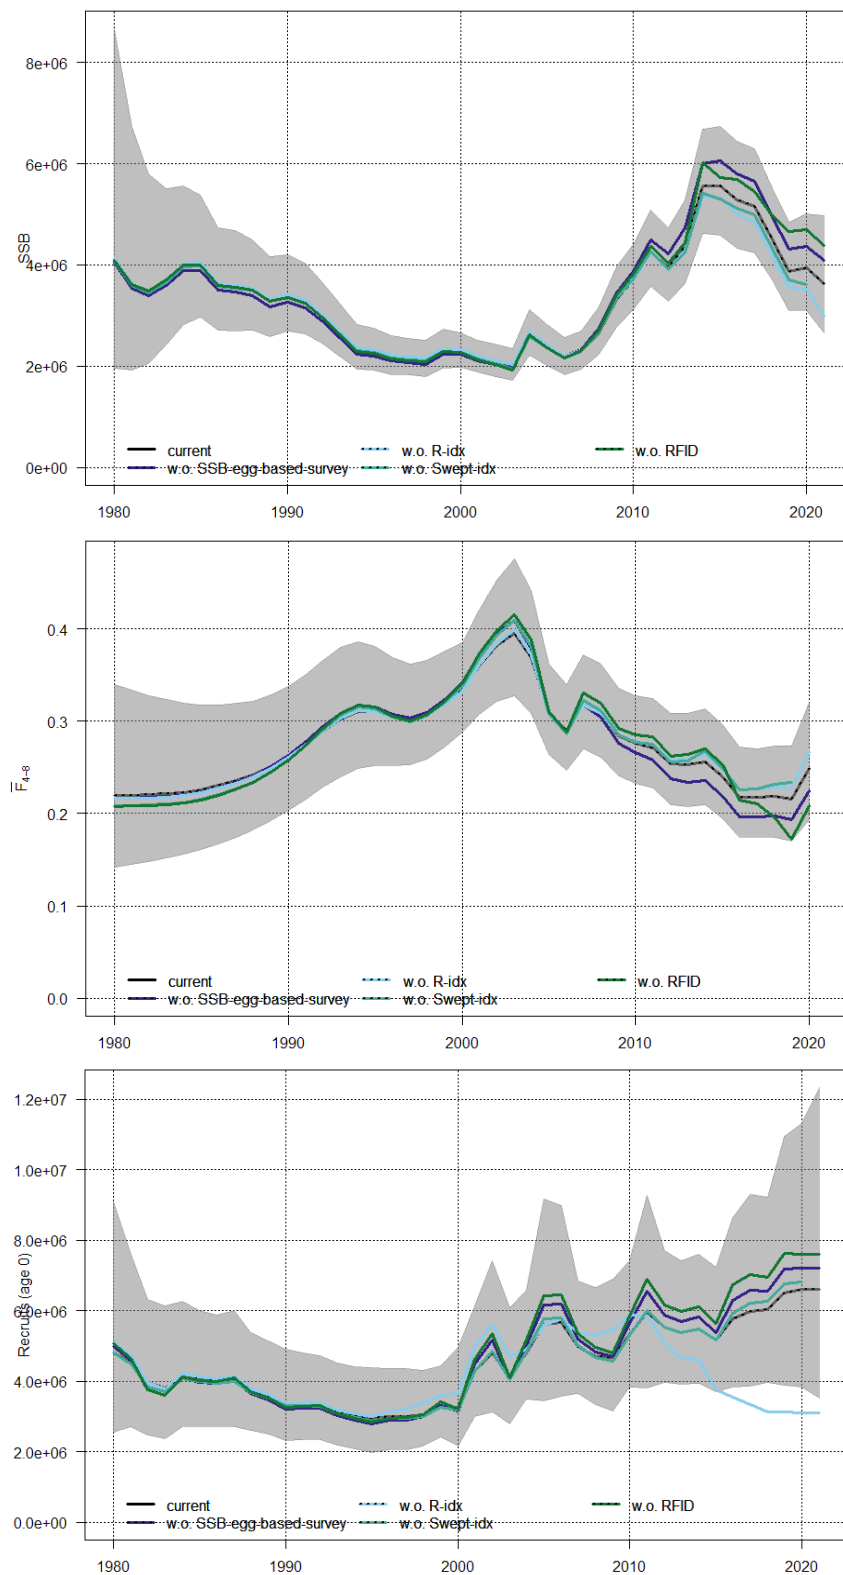 8e+06
6e+06
SSB
4e+06
2e+06
current
w.o. R-idx
w.o. RFID
w.o. SSB-egg-based-survey
w.o. Swept-idx
0e+00
1980
1990
2000
2010
2020
0.4
0.3
F̅4−8
0.2
0.1
current
w.o. R-idx
w.o. RFID
w.o. SSB-egg-based-survey
w.o. Swept-idx
0.0
1980
1990
2000
2010
2020
1.2e+07
1.0e+07
8.0e+06
Recruits (age 0)
6.0e+06
4.0e+06
2.0e+06
current
w.o. R-idx
w.o. RFID
w.o. SSB-egg-based-survey
w.o. Swept-idx
0.0e+00
1980
1990
2000
2010
2020